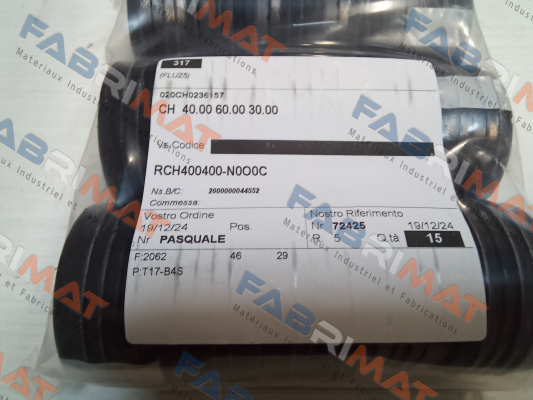 317
(FLU25)
020CH0236157
CH 40.00 60.00 30.00
Vs.Codice
RCH400400-N0O0C
Ns.B/C: 2000000044552
Commessa:
Vostro Ordine Nostro Riferimento
19/12/24 Pos. Nr 72425 19/12/24
Nr PASQUALE R 5 Q.tà 15
F:2062 46 29
P:T17-B4S
FABRIMAT
Materiaux Industriel et Fabrications